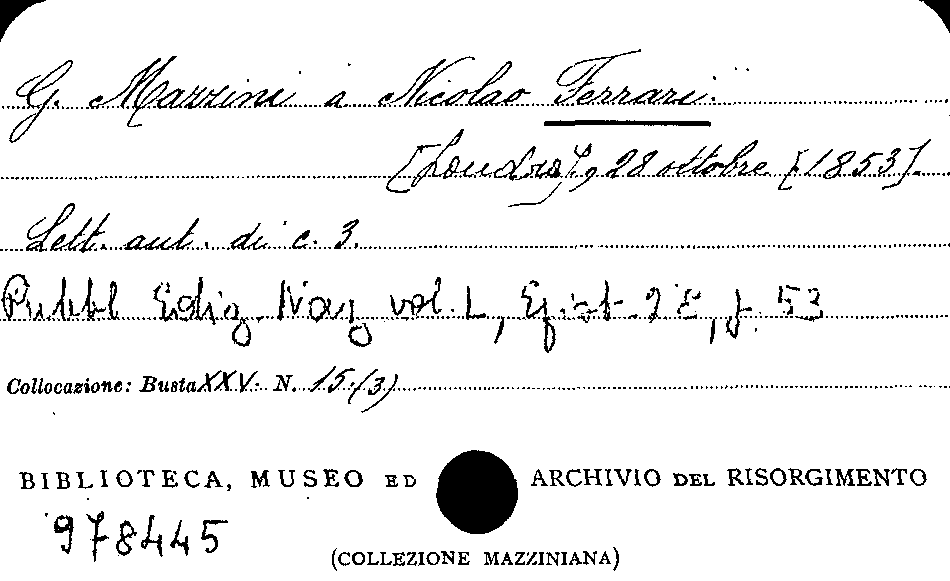 G. Mazzini a Nicolao Ferrari.
[Londra], 28 ottobre [1853].
Lett. aut. di c. 3.
Pubbl Ediz. Naz vol. L, Epist. 28, p. 53
Collocazione: Busta XXV. N. 15.(3)
BIBLIOTECA, MUSEO ED ARCHIVIO DEL RISORGIMENTO
978445
(COLLEZIONE MAZZINIANA)